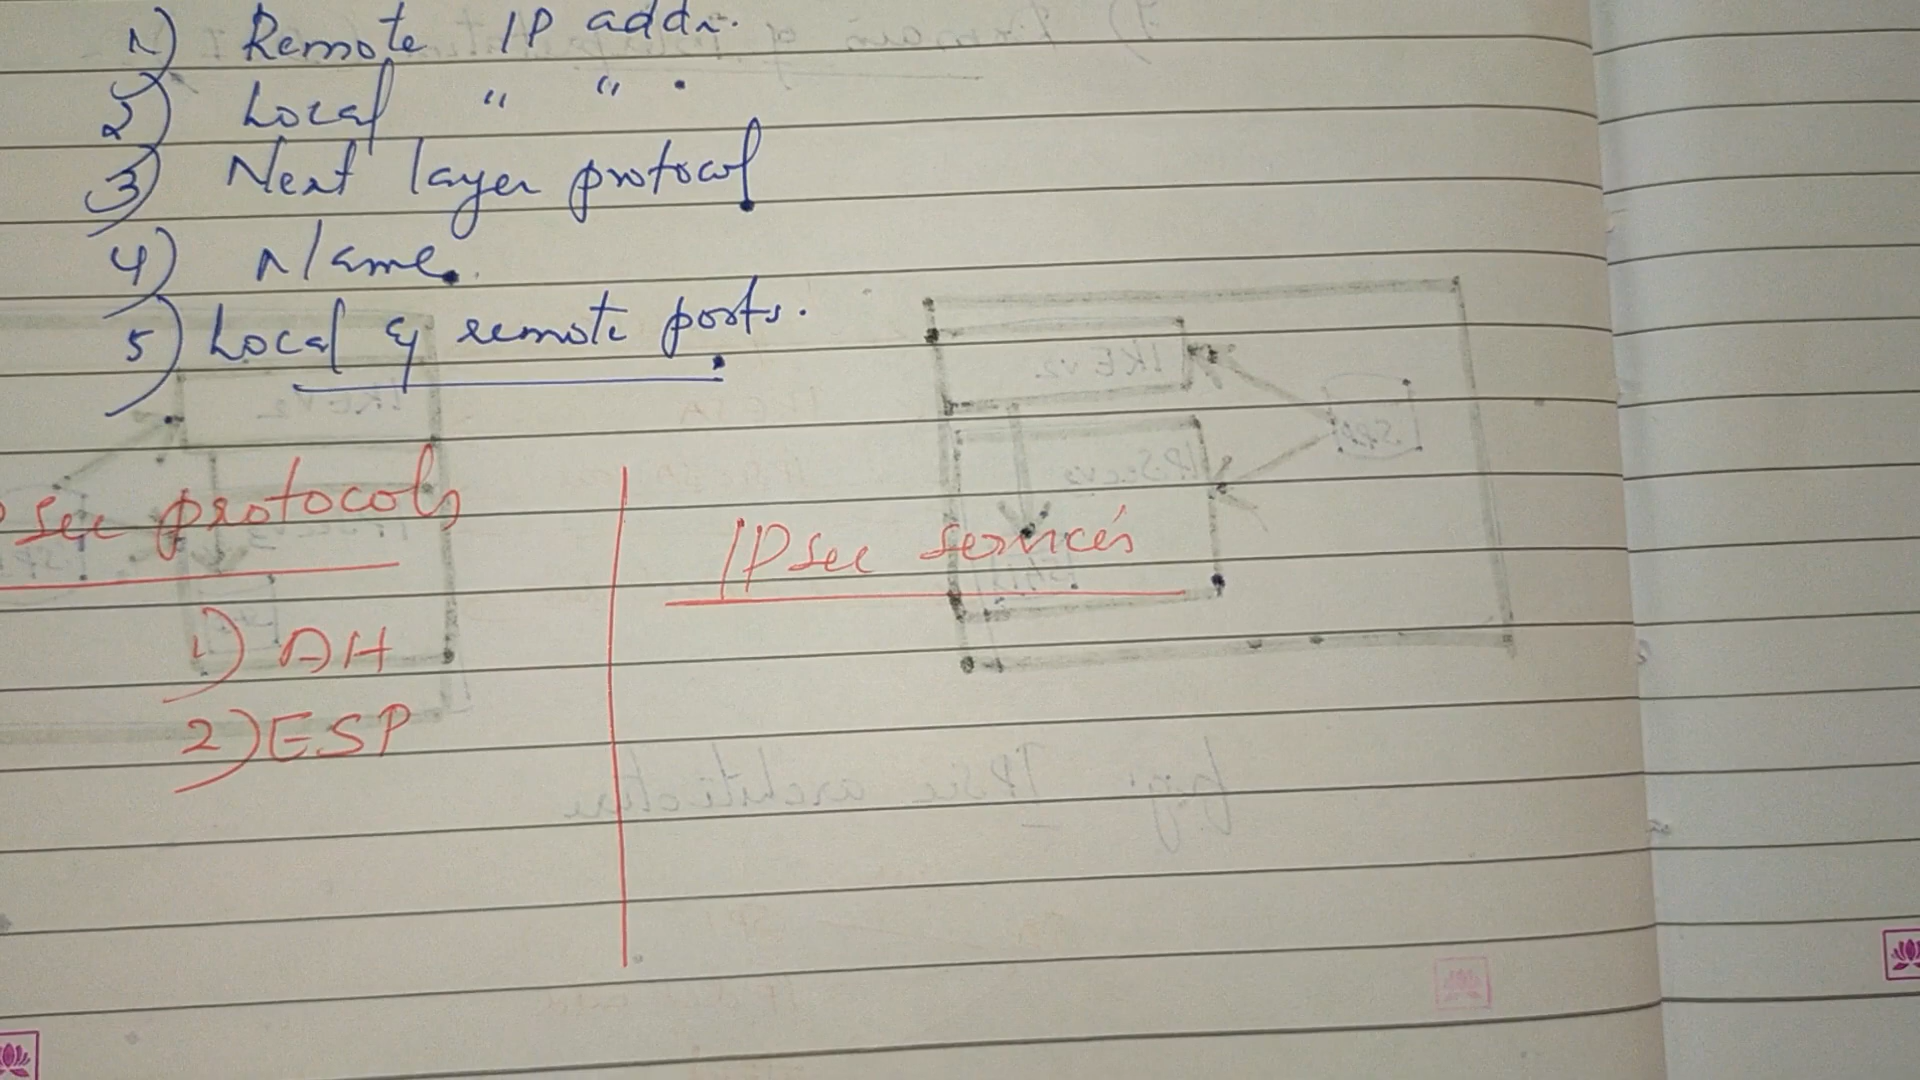 1) Remote IP addr.
2) Local " " .
3) Next layer protocol
4) Name.
5) Local & remote ports.
sec protocols
IPsec services
1) AH
2) ESP